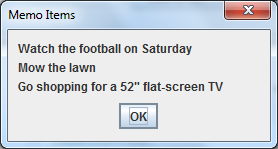 Memo Items
Watch the football on Saturday
Mow the lawn
Go shopping for a 52" flat-screen TV
OK